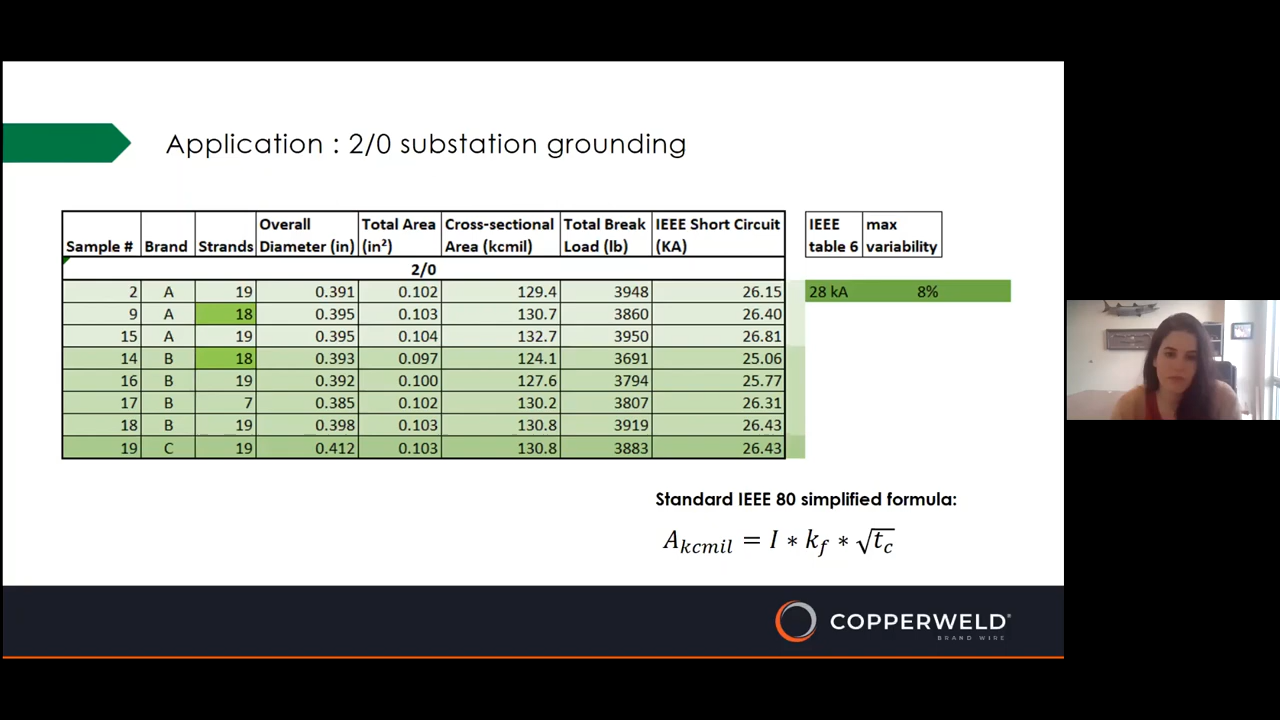 Application : 2/0 substation grounding
Sample # Brand Strands Overall Diameter (in) Total Area (in²) Cross-sectional Area (kcmil) Total Break Load (lb) IEEE Short Circuit (KA) IEEE table 6 max variability
2/0
2 A 19 0.391 0.102 129.4 3948 26.15 28 kA 8%
9 A 18 0.395 0.103 130.7 3860 26.40
15 A 19 0.395 0.104 132.7 3950 26.81
14 B 18 0.393 0.097 124.1 3691 25.06
16 B 19 0.392 0.100 127.6 3794 25.77
17 B 7 0.385 0.102 130.2 3807 26.31
18 B 19 0.398 0.103 130.8 3919 26.43
19 C 19 0.412 0.103 130.8 3883 26.43
Standard IEEE 80 simplified formula:
A_kcmil = I * k_f * √t_c
COPPERWELD®
BRAND WIRE